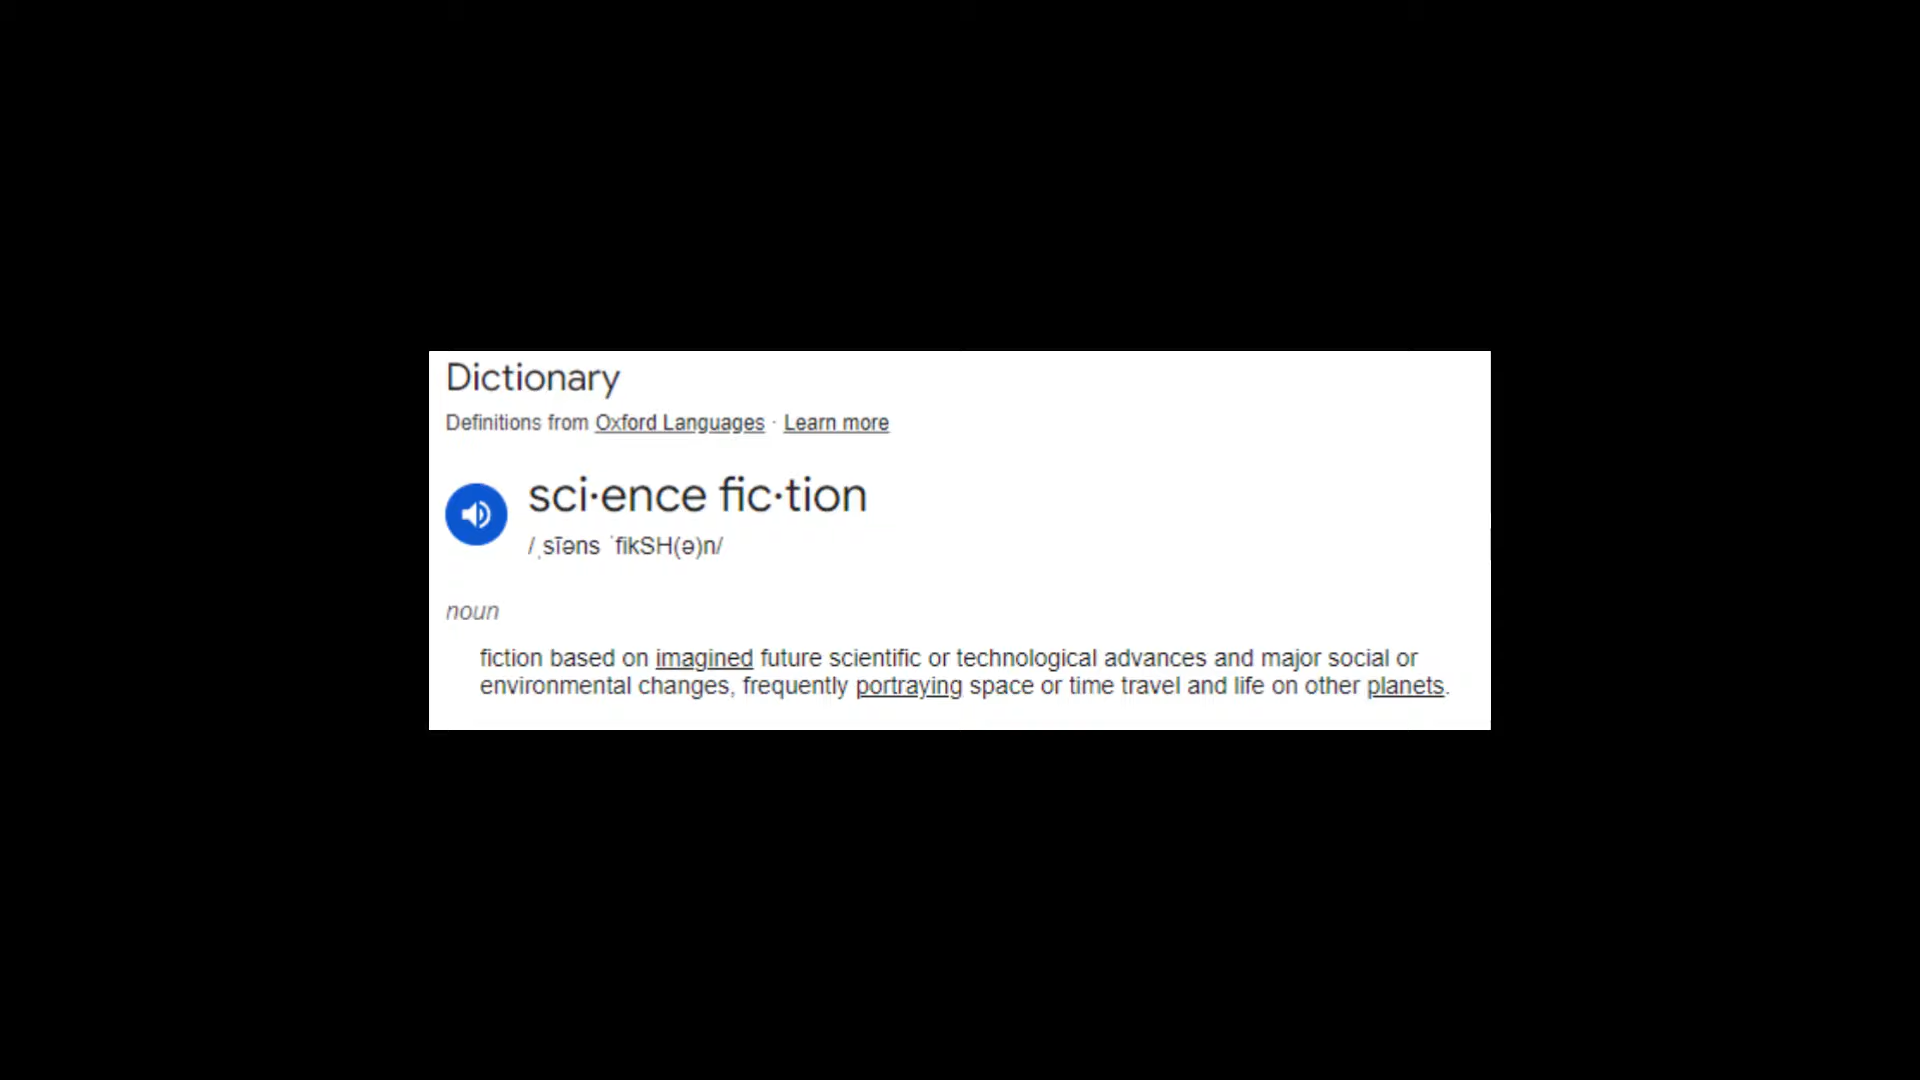 Dictionary
Definitions from Oxford Languages · Learn more
sci·ence fic·tion
/ˌsīəns ˈfikSH(ə)n/
noun
fiction based on imagined future scientific or technological advances and major social or
environmental changes, frequently portraying space or time travel and life on other planets.